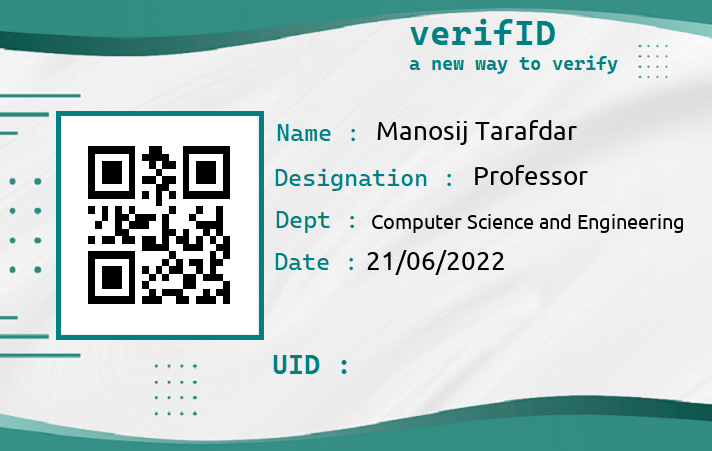 verifID
a new way to verify
Name : Manosij Tarafdar
Designation : Professor
Dept : Computer Science and Engineering
Date : 21/06/2022
UID :